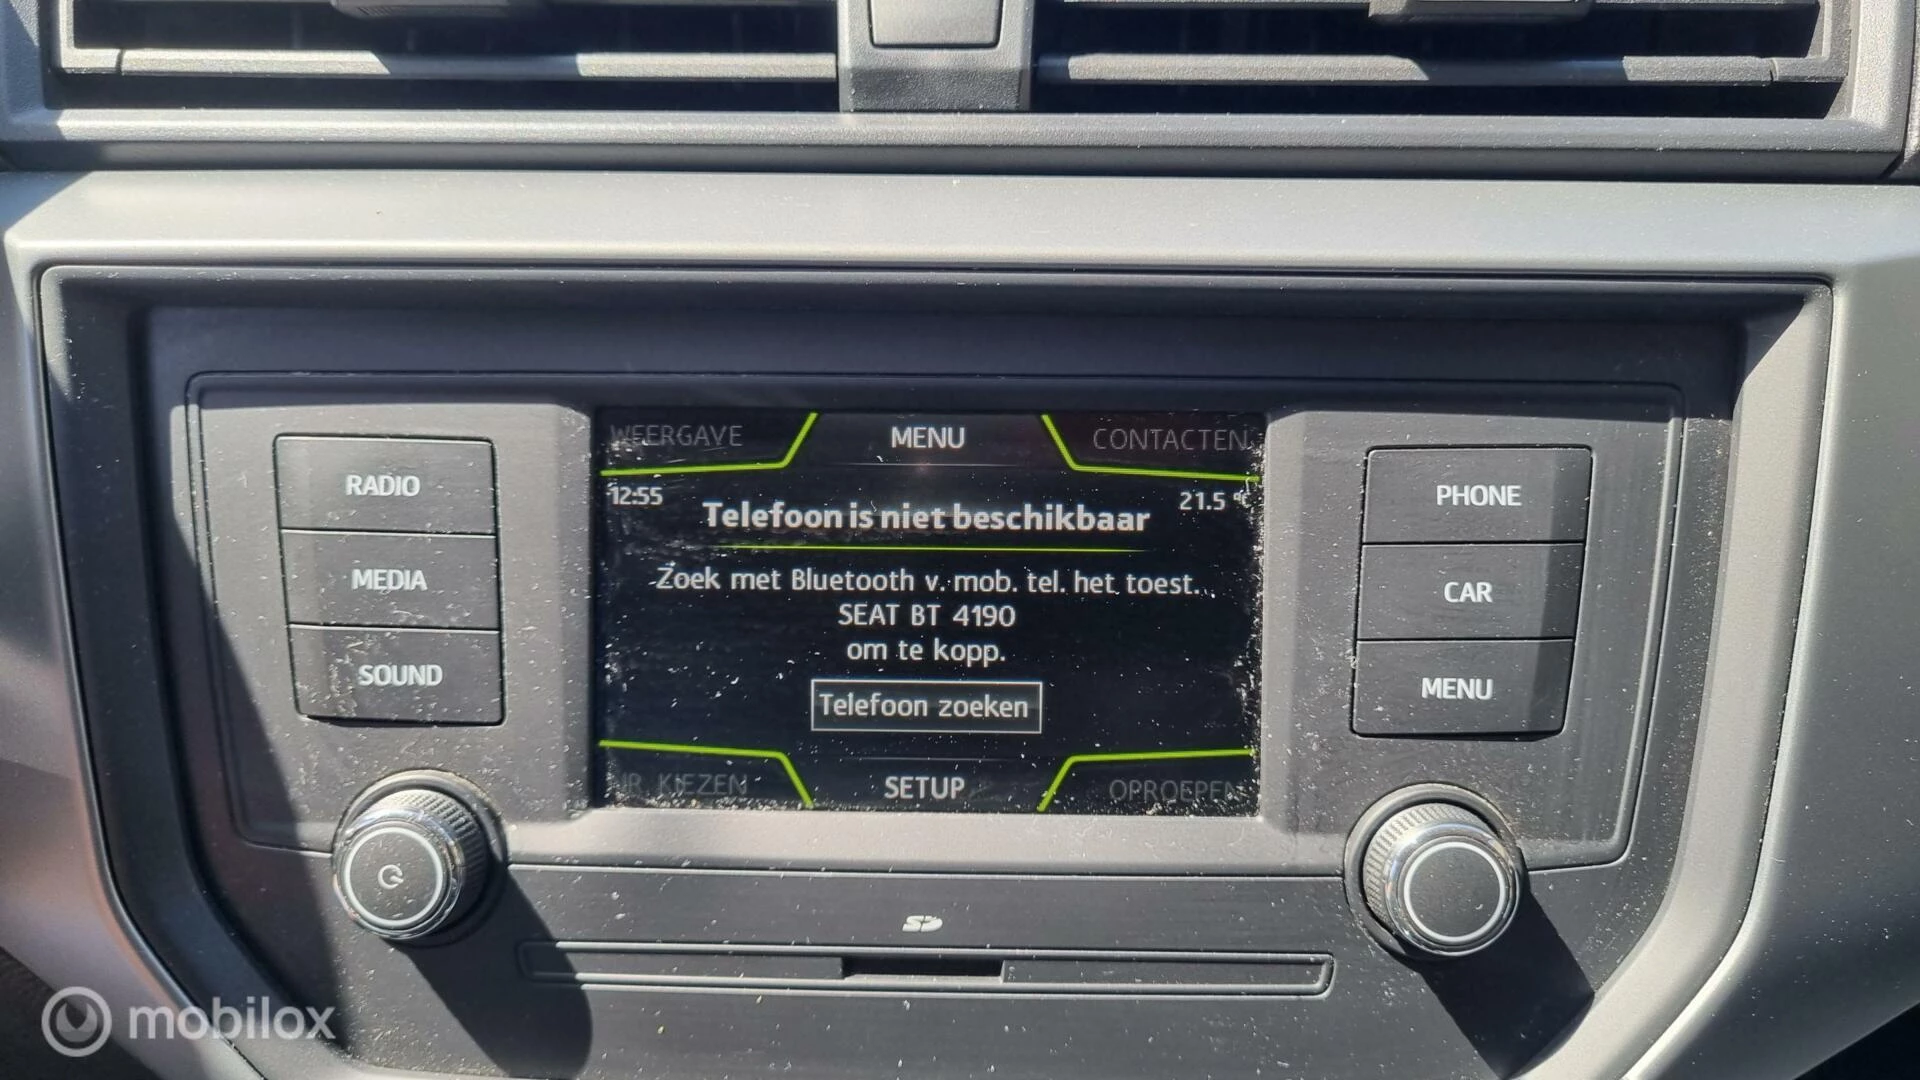 WEERGAVE MENU CONTACTEN
12:55 21.5 °C
Telefoon is niet beschikbaar
Zoek met Bluetooth v. mob. tel. het toest.
SEAT BT 4190
om te kopp.
Telefoon zoeken
NR. KIEZEN SETUP OPROEPEN
RADIO
MEDIA
SOUND
PHONE
CAR
MENU
SD
mobilox